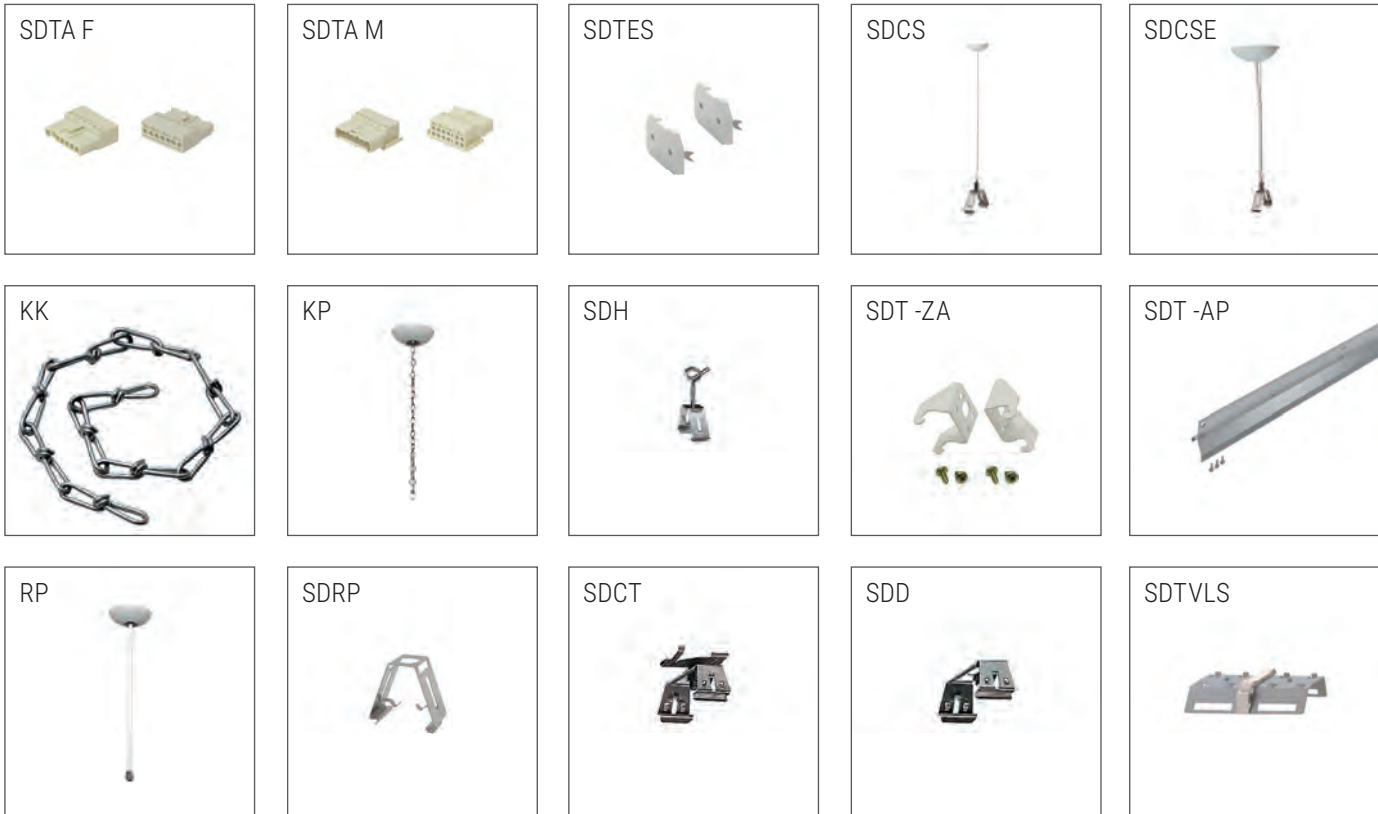 SDTA F
SDTA M
SDTES
SDCS
SDCSE
KK
KP
SDH
SDT -ZA
SDT -AP
RP
SDRP
SDCT
SDD
SDTVLS